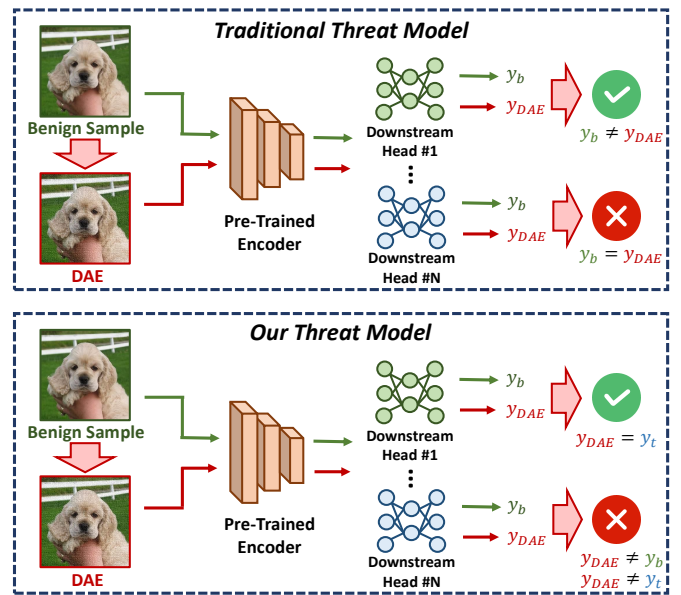 Traditional Threat Model
Benign Sample
DAE
Pre-Trained
Encoder
Downstream
Head #1
...
Downstream
Head #N
y_b
y_DAE
y_b
y_DAE
y_b ≠ y_DAE
y_b = y_DAE
Our Threat Model
Benign Sample
DAE
Pre-Trained
Encoder
Downstream
Head #1
...
Downstream
Head #N
y_b
y_DAE
y_b
y_DAE
y_DAE = y_t
y_DAE ≠ y_b
y_DAE ≠ y_t